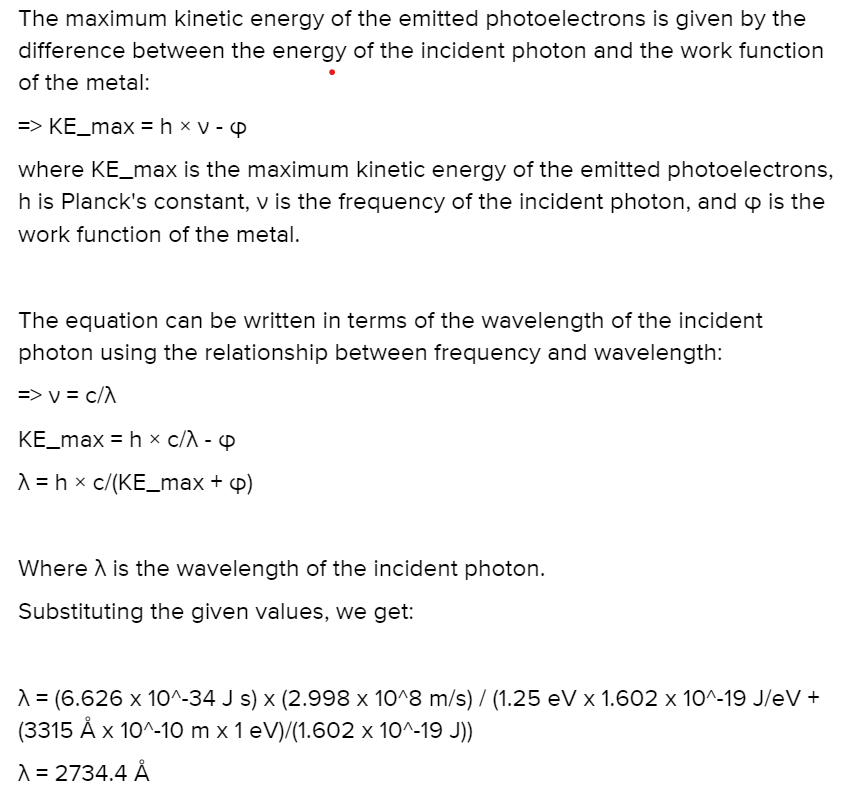 The maximum kinetic energy of the emitted photoelectrons is given by the
difference between the energy of the incident photon and the work function
of the metal:
=> KE_max = h × ν - φ
where KE_max is the maximum kinetic energy of the emitted photoelectrons,
h is Planck's constant, ν is the frequency of the incident photon, and φ is the
work function of the metal.
The equation can be written in terms of the wavelength of the incident
photon using the relationship between frequency and wavelength:
=> ν = c/λ
KE_max = h × c/λ - φ
λ = h × c/(KE_max + φ)
Where λ is the wavelength of the incident photon.
Substituting the given values, we get:
λ = (6.626 x 10^-34 J s) x (2.998 x 10^8 m/s) / (1.25 eV x 1.602 x 10^-19 J/eV +
(3315 Å x 10^-10 m x 1 eV)/(1.602 x 10^-19 J))
λ = 2734.4 Å